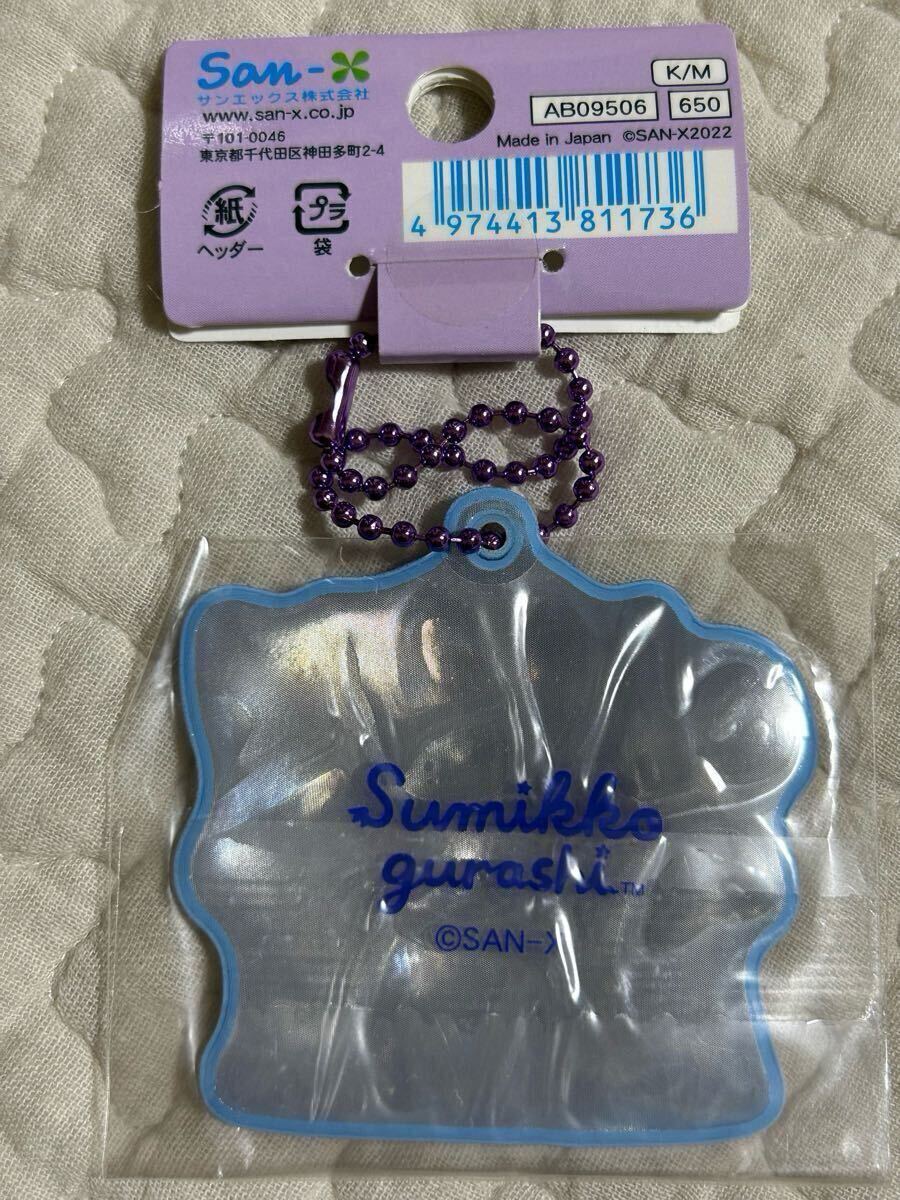 San-X
サンエックス株式会社
www.san-x.co.jp
〒101-0046
東京都千代田区神田多町2-4
紙
ヘッダー
プラ
袋
K/M
AB09506
650
Made in Japan ©SAN-X2022
4 974413 811736
Sumikko
gurashi™
©SAN-X